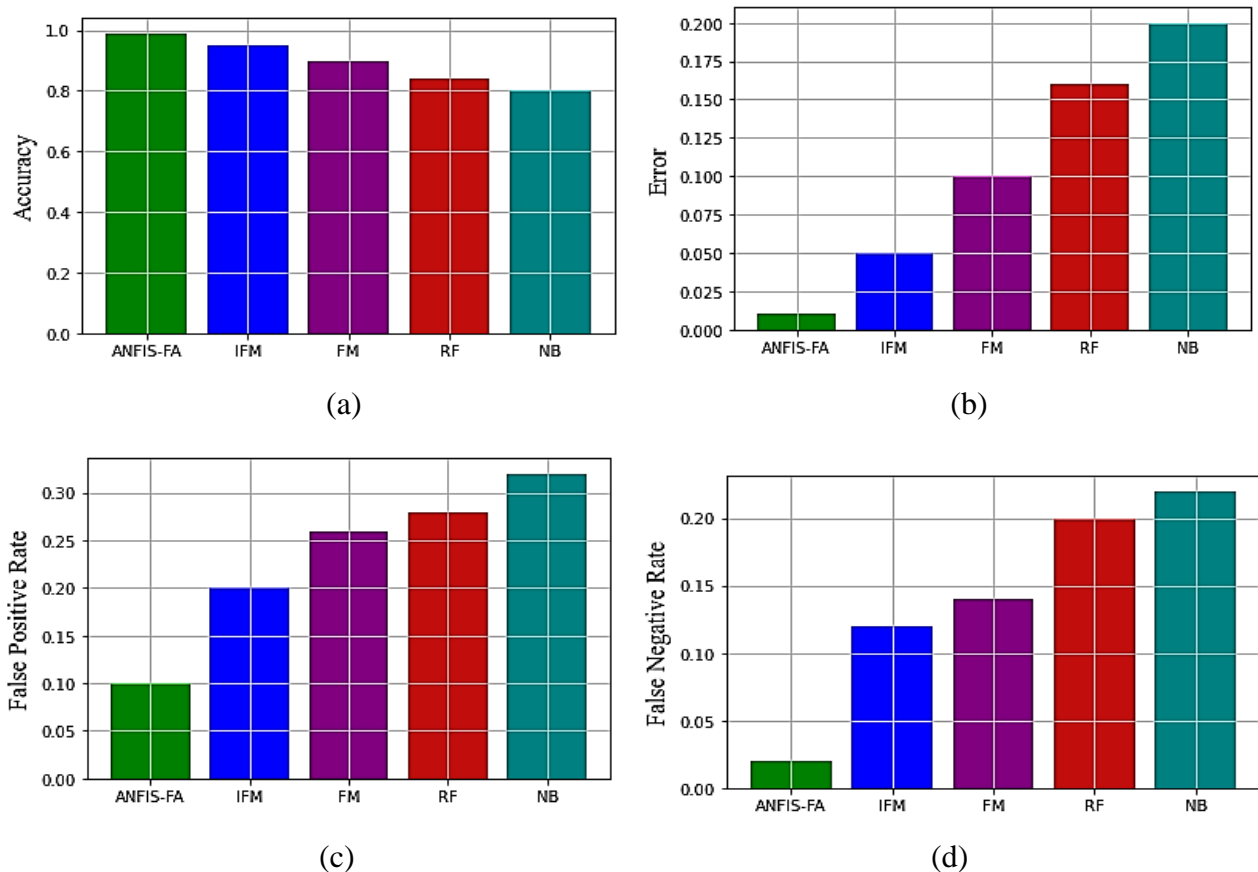 1.0
0.8
0.6
0.4
0.2
0.0
Accuracy
ANFIS-FA IFM FM RF NB
(a)
0.200
0.175
0.150
0.125
0.100
0.075
0.050
0.025
0.000
Error
ANFIS-FA IFM FM RF NB
(b)
0.30
0.25
0.20
0.15
0.10
0.05
0.00
False Positive Rate
ANFIS-FA IFM FM RF NB
(c)
0.20
0.15
0.10
0.05
0.00
False Negative Rate
ANFIS-FA IFM FM RF NB
(d)